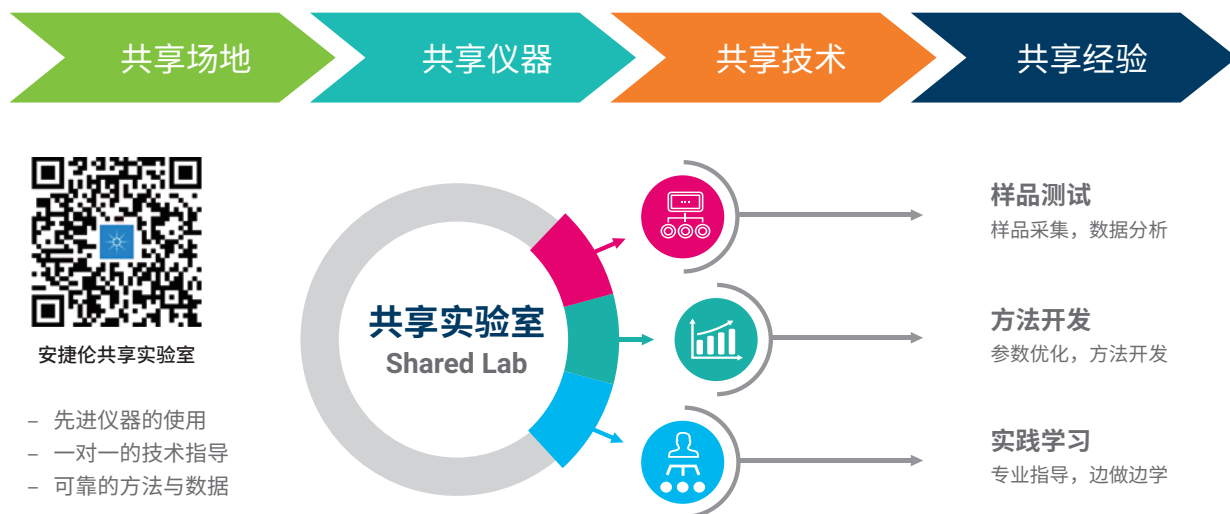 共享场地
共享仪器
共享技术
共享经验
安捷伦共享实验室
– 先进仪器的使用
– 一对一的技术指导
– 可靠的方法与数据
共享实验室
Shared Lab
样品测试
样品采集，数据分析
方法开发
参数优化，方法开发
实践学习
专业指导，边做边学